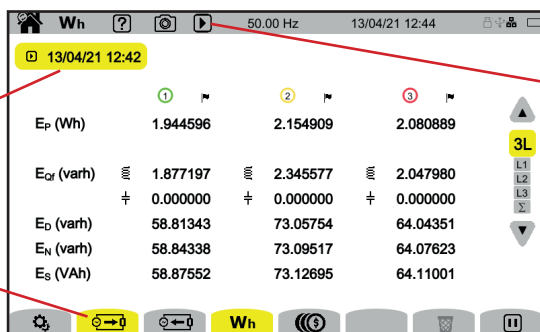 Wh ? 50.00 Hz 13/04/21 12:44
13/04/21 12:42
1 2 3
3L
EP (Wh) 1.944596 2.154909 2.080889
L1
EQf (varh) 1.877197 2.345577 2.047980
L2
0.000000 0.000000 0.000000
L3
Σ
ED (varh) 58.81343 73.05754 64.04351
EN (varh) 58.84338 73.09517 64.07623
ES (VAh) 58.87552 73.12695 64.11001
Wh $